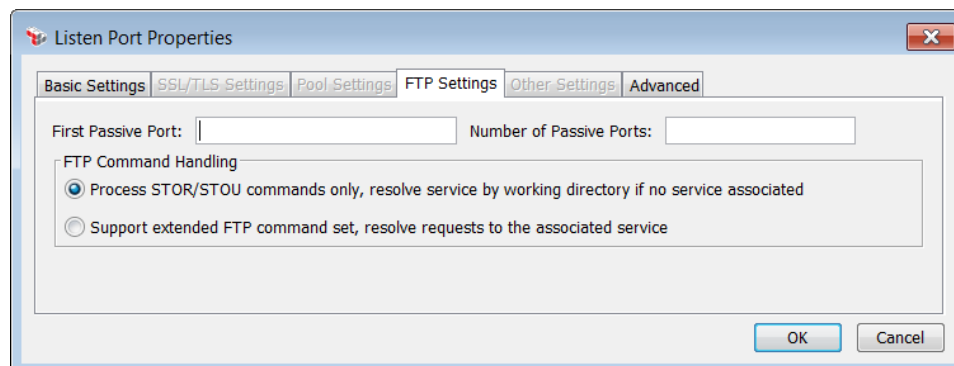 Listen Port Properties
Basic Settings SSL/TLS Settings Pool Settings FTP Settings Other Settings Advanced
First Passive Port: Number of Passive Ports:
FTP Command Handling
Process STOR/STOU commands only, resolve service by working directory if no service associated
Support extended FTP command set, resolve requests to the associated service
OK Cancel